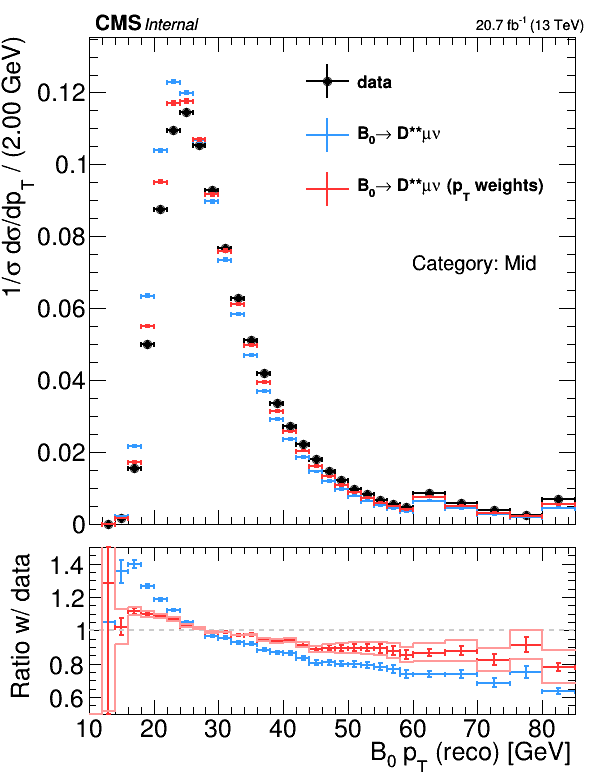 CMS Internal 20.7 fb⁻¹ (13 TeV)
1/σ dσ/dp_T / (2.00 GeV)
0.12
0.1
0.08
0.06
0.04
0.02
0
data
B₀→ D**μν
B₀→ D**μν (p_T weights)
Category: Mid
Ratio w/ data
1.4
1.2
1
0.8
0.6
10 20 30 40 50 60 70 80
B₀ p_T (reco) [GeV]